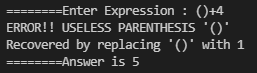 ========Enter Expression : ()+4
ERROR!! USELESS PARENTHESIS '()'
Recovered by replacing '()' with 1
========Answer is 5